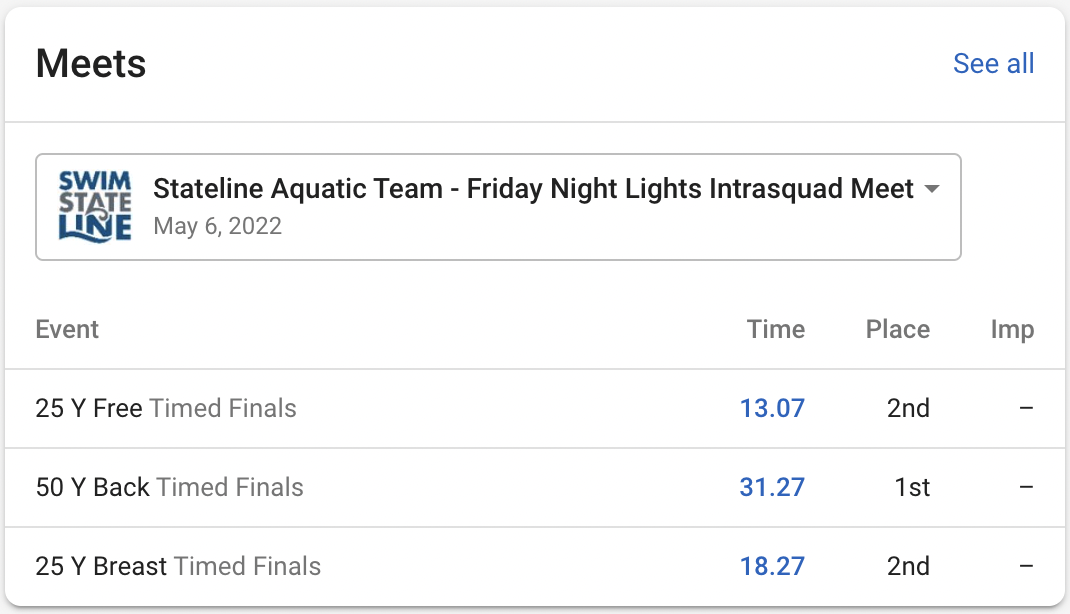 Meets
See all
SWIM
STATE
LINE
Stateline Aquatic Team - Friday Night Lights Intrasquad Meet
May 6, 2022
Event Time Place Imp
25 Y Free Timed Finals 13.07 2nd –
50 Y Back Timed Finals 31.27 1st –
25 Y Breast Timed Finals 18.27 2nd –